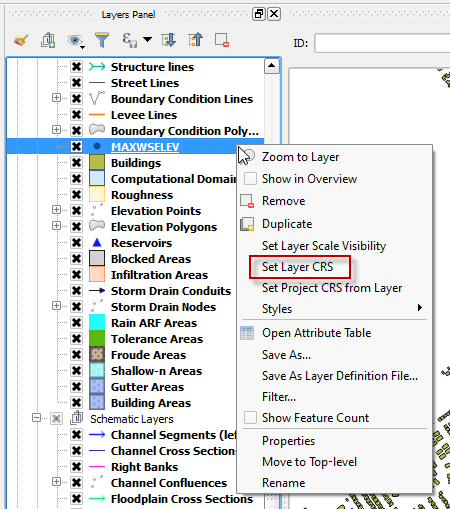 Layers Panel
ID:
Structure lines
Street Lines
Boundary Condition Lines
Levee Lines
Boundary Condition Poly...
MAXWSELEV
Buildings
Computational Domain
Roughness
Elevation Points
Elevation Polygons
Reservoirs
Blocked Areas
Infiltration Areas
Storm Drain Conduits
Storm Drain Nodes
Rain ARF Areas
Tolerance Areas
Froude Areas
Shallow-n Areas
Gutter Areas
Building Areas
Schematic Layers
Channel Segments (left
Channel Cross Sections
Right Banks
Channel Confluences
Floodplain Cross Sections
Zoom to Layer
Show in Overview
Remove
Duplicate
Set Layer Scale Visibility
Set Layer CRS
Set Project CRS from Layer
Styles
Open Attribute Table
Save As...
Save As Layer Definition File...
Filter...
Show Feature Count
Properties
Move to Top-level
Rename